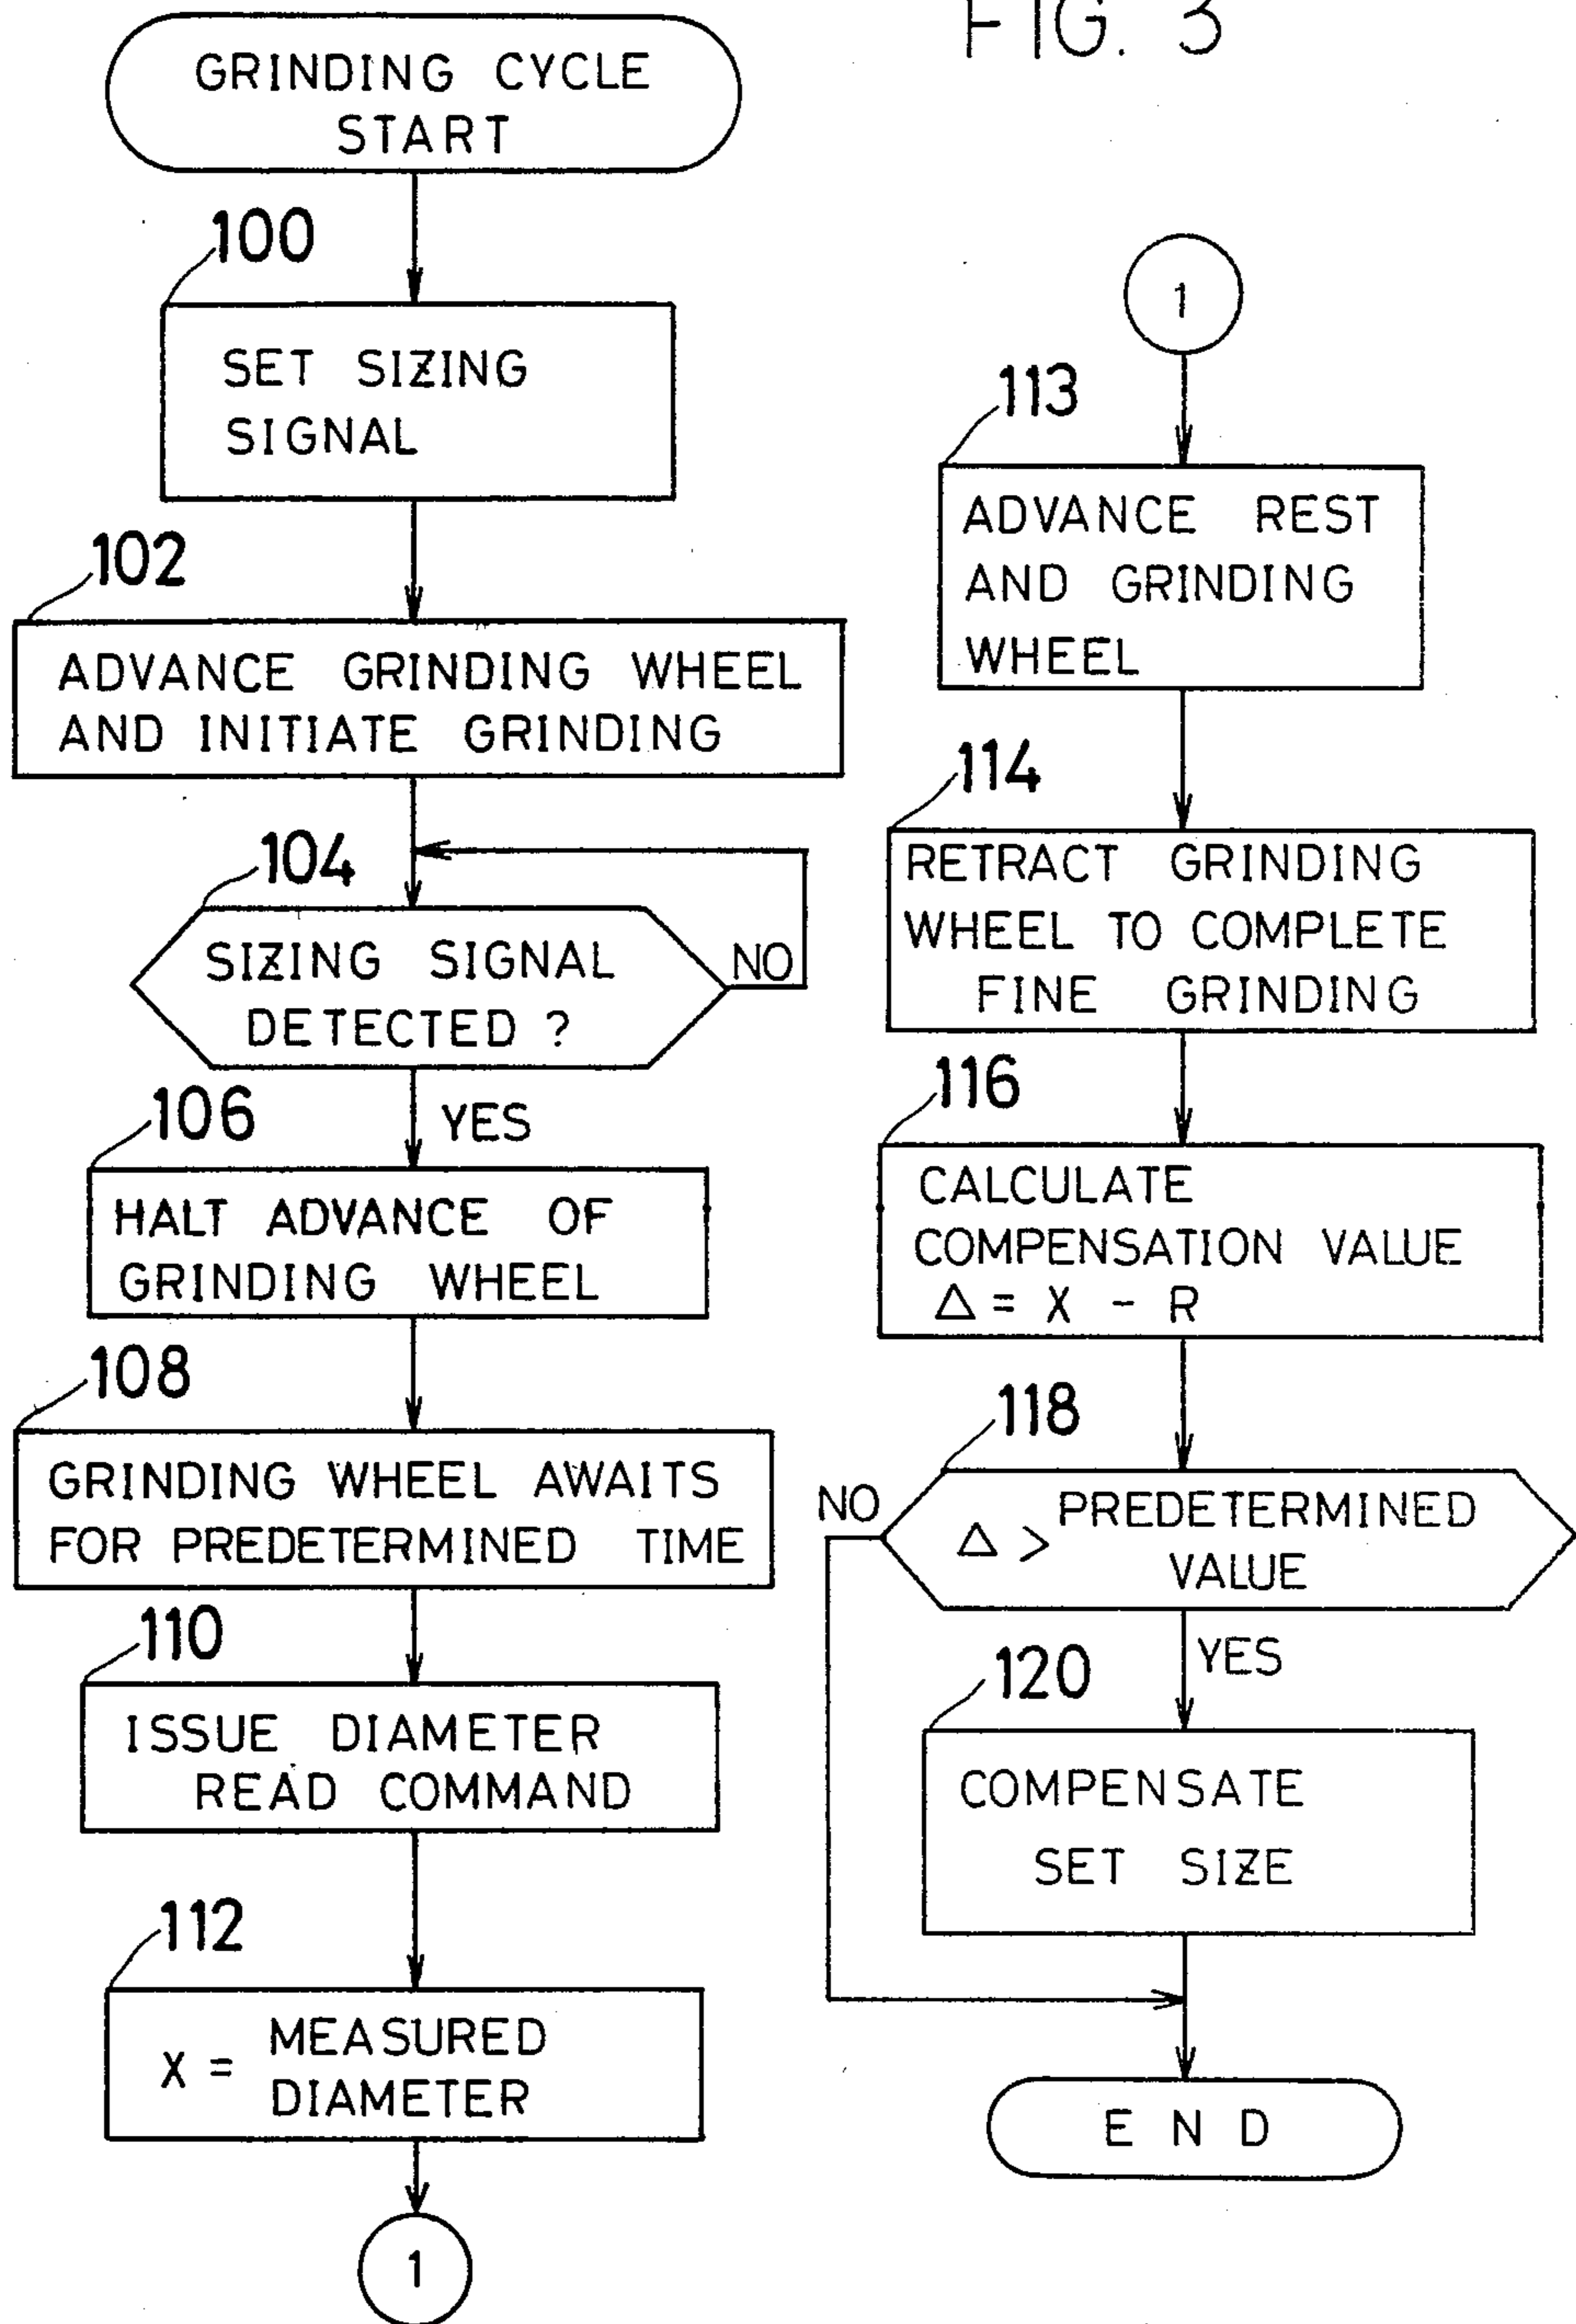 FIG. 3
GRINDING CYCLE
START
100
SET SIZING
SIGNAL
102
ADVANCE GRINDING WHEEL
AND INITIATE GRINDING
104
SIZING SIGNAL
DETECTED ?
NO
YES
106
HALT ADVANCE OF
GRINDING WHEEL
108
GRINDING WHEEL AWAITS
FOR PREDETERMINED TIME
110
ISSUE DIAMETER
READ COMMAND
112
X = MEASURED
DIAMETER
1
1
113
ADVANCE REST
AND GRINDING
WHEEL
114
RETRACT GRINDING
WHEEL TO COMPLETE
FINE GRINDING
116
CALCULATE
COMPENSATION VALUE
Δ = X - R
118
NO
Δ > PREDETERMINED
VALUE
YES
120
COMPENSATE
SET SIZE
END